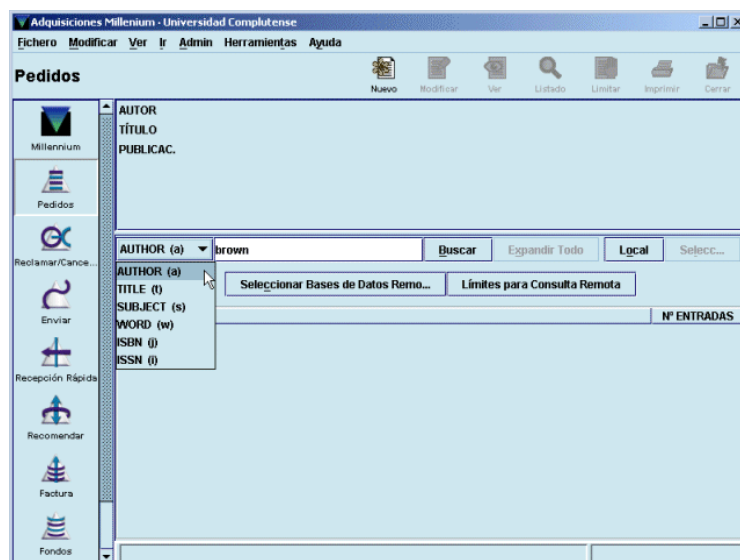 Adquisiciones Millenium - Universidad Complutense
Fichero Modificar Ver Ir Admin Herramientas Ayuda
Pedidos
Nuevo Modificar Ver Listado Limitar Imprimir Cerrar
Millennium
Pedidos
Reclamar/Cance...
Enviar
Recepción Rápida
Recomendar
Factura
Fondos
AUTOR
TÍTULO
PUBLICAC.
AUTHOR (a) brown Buscar Expandir Todo Local Selecc...
AUTHOR (a)
TITLE (t)
SUBJECT (s)
WORD (w)
ISBN (j)
ISSN (i)
Seleccionar Bases de Datos Remo... Límites para Consulta Remota
Nº ENTRADAS